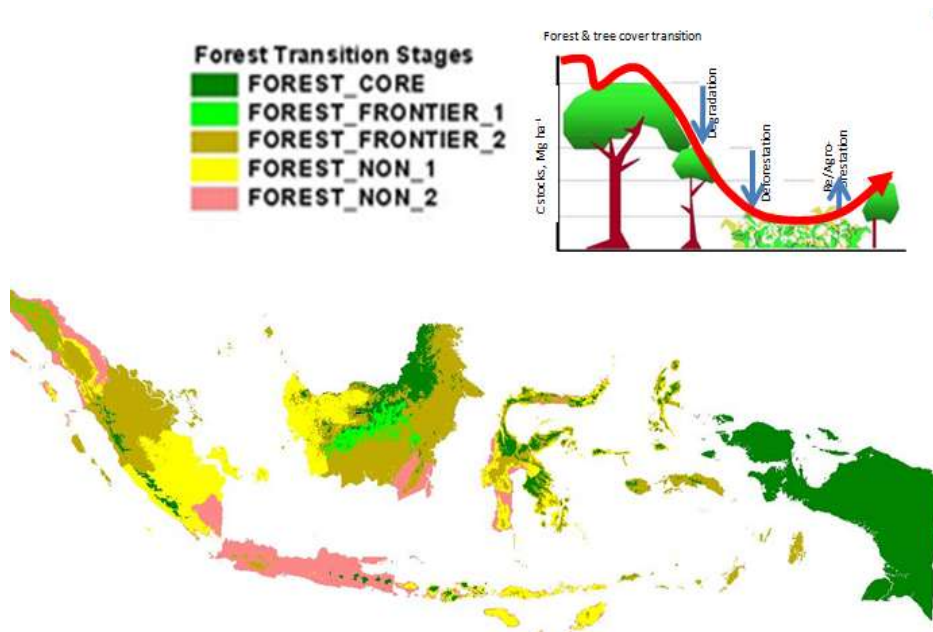 Forest Transition Stages
FOREST_CORE
FOREST_FRONTIER_1
FOREST_FRONTIER_2
FOREST_NON_1
FOREST_NON_2
Forest & tree cover transition
C stocks, Mg ha⁻¹
Degradation
Deforestation
Re/Agro-
forestation